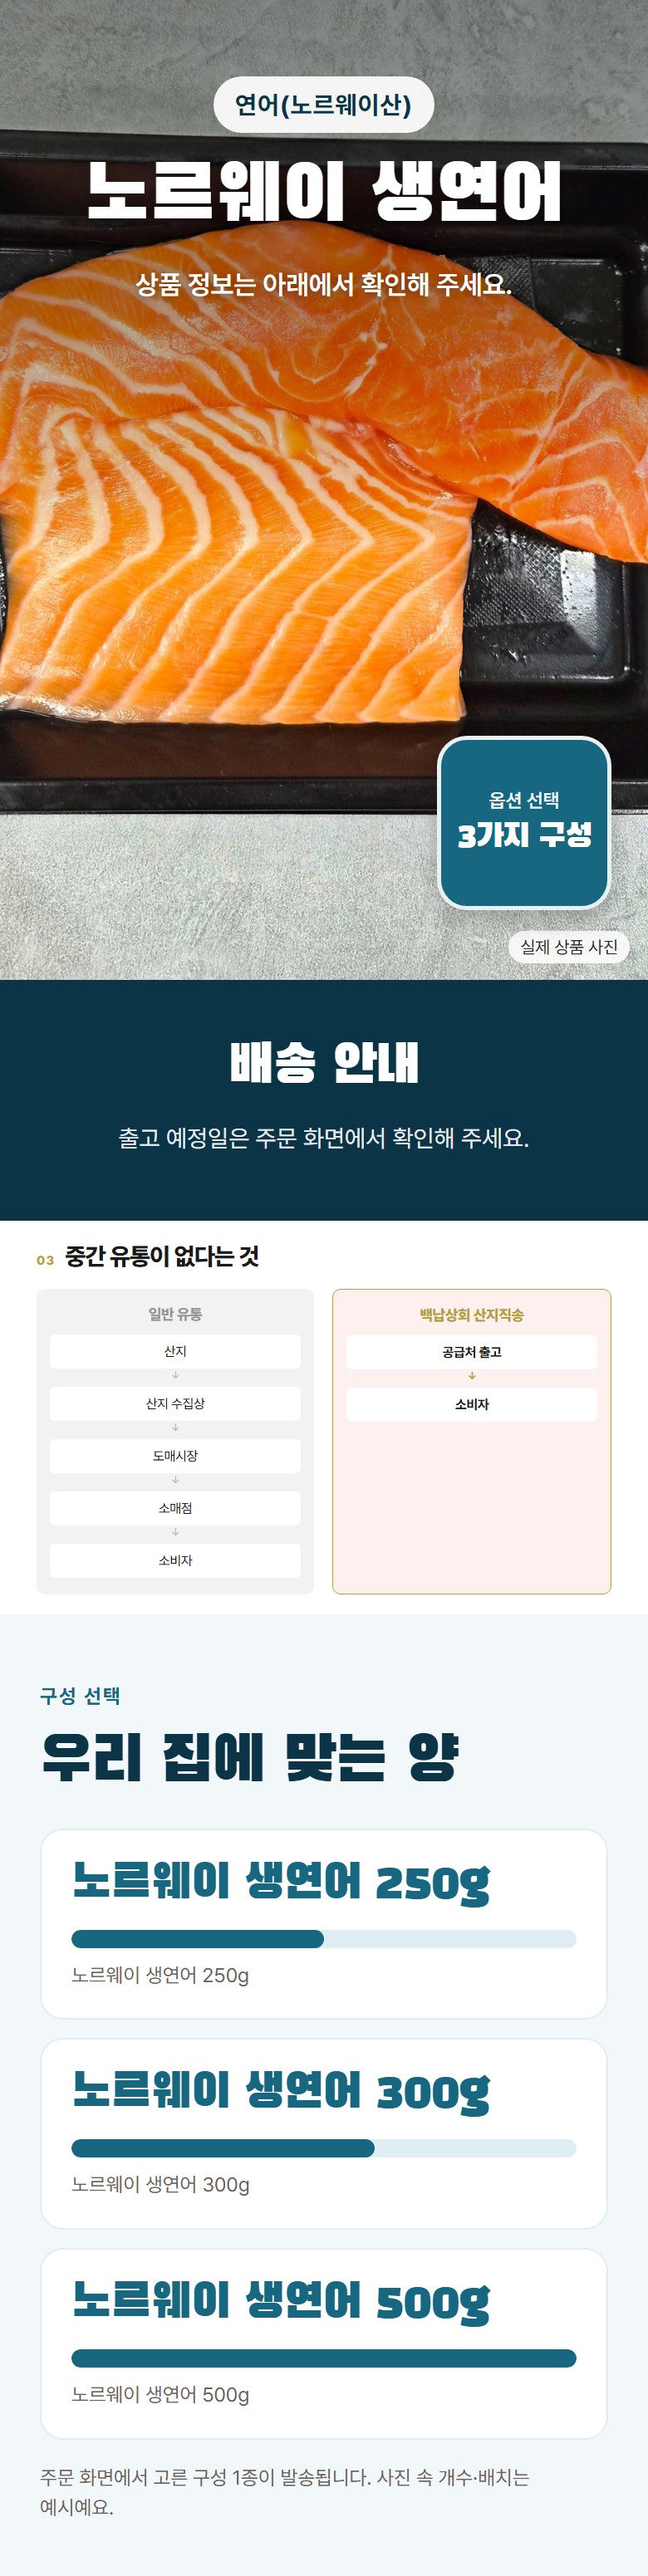 연어(노르웨이산)
노르웨이 생연어
상품 정보는 아래에서 확인해 주세요.
옵션 선택
3가지 구성
실제 상품 사진
배송 안내
출고 예정일은 주문 화면에서 확인해 주세요.
03 중간 유통이 없다는 것
일반 유통
산지
↓
산지 수집상
↓
도매시장
↓
소매점
↓
소비자
백남상회 산지직송
공급처 출고
↓
소비자
구성 선택
우리 집에 맞는 양
노르웨이 생연어 250g
노르웨이 생연어 250g
노르웨이 생연어 300g
노르웨이 생연어 300g
노르웨이 생연어 500g
노르웨이 생연어 500g
주문 화면에서 고른 구성 1종이 발송됩니다. 사진 속 개수·배치는
예시예요.